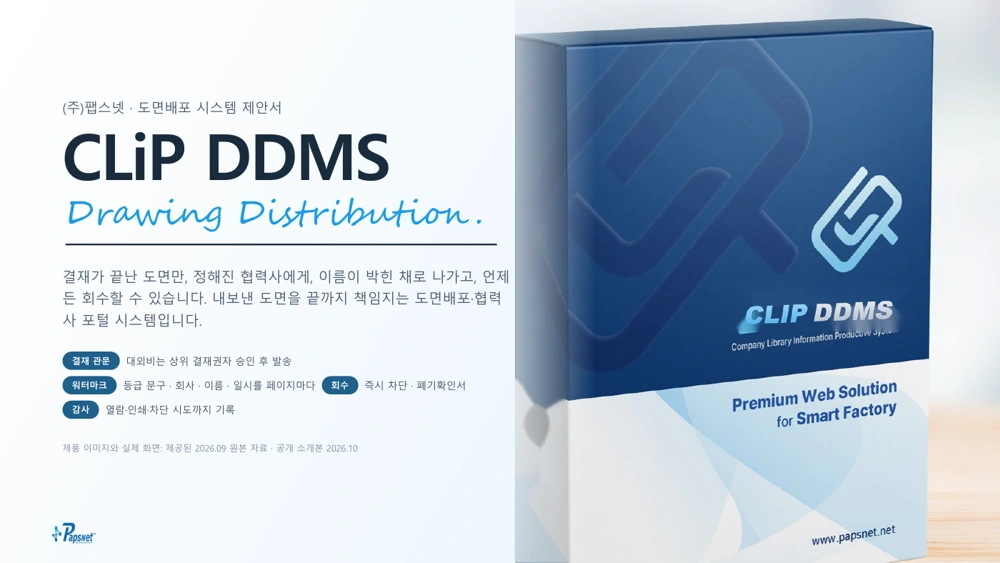 (주)팹스넷 · 도면배포 시스템 제안서
CLiP DDMS
Drawing Distribution.
결재가 끝난 도면만, 정해진 협력사에게, 이름이 박힌 채로 나가고, 언제
든 회수할 수 있습니다. 내보낸 도면을 끝까지 책임지는 도면배포·협력
사 포털 시스템입니다.
결재 관문 대외비는 상위 결재권자 승인 후 발송
워터마크 등급 문구 · 회사 · 이름 · 일시를 페이지마다 회수 즉시 차단 · 폐기확인서
감사 열람·인쇄·차단 시도까지 기록
제품 이미지와 실제 화면: 제공된 2026.09 원본 자료 · 공개 소개본 2026.10
Papsnet
CLIP DDMS
Company Library Information Productive
Premium Web Solution
for Smart Factory
www.papsnet.net